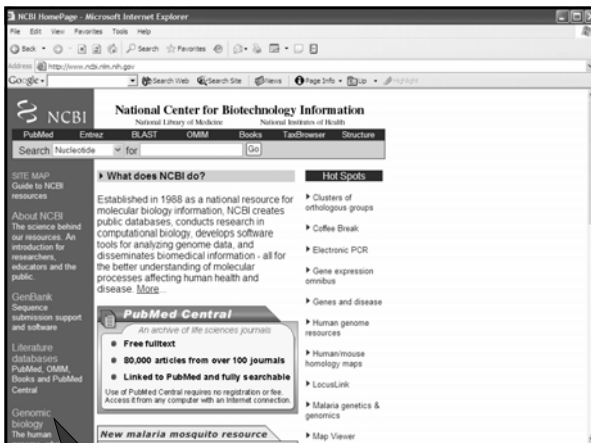 NCBI HomePage - Microsoft Internet Explorer
File Edit View Favorites Tools Help
Back Search Favorites
Address http://www.ncbi.nlm.nih.gov
Google Search Web Search Site News Page Info Up Highlight
NCBI
National Center for Biotechnology Information
National Library of Medicine National Institutes of Health
PubMed Entrez BLAST OMIM Books TaxBrowser Structure
Search Nucleotide for Go
SITE MAP
Guide to NCBI
resources
About NCBI
The science behind
our resources. An
introduction for
researchers,
educators and the
public.
GenBank
Sequence
submission support
and software
Literature
databases
PubMed, OMIM,
Books and PubMed
Central
Genomic
biology
The human
What does NCBI do?
Established in 1988 as a national resource for
molecular biology information, NCBI creates
public databases, conducts research in
computational biology, develops software
tools for analyzing genome data, and
disseminates biomedical information - all for
the better understanding of molecular
processes affecting human health and
disease. More...
PubMed Central
An archive of life sciences journals
Free fulltext
80,000 articles from over 100 journals
Linked to PubMed and fully searchable
Use of PubMed Central requires no registration or fee.
Access it from any computer with an Internet connection.
New malaria mosquito resource
Hot Spots
Clusters of
orthologous groups
Coffee Break
Electronic PCR
Gene expression
omnibus
Genes and disease
Human genome
resources
Human/mouse
homology maps
LocusLink
Malaria genetics &
genomics
Map Viewer